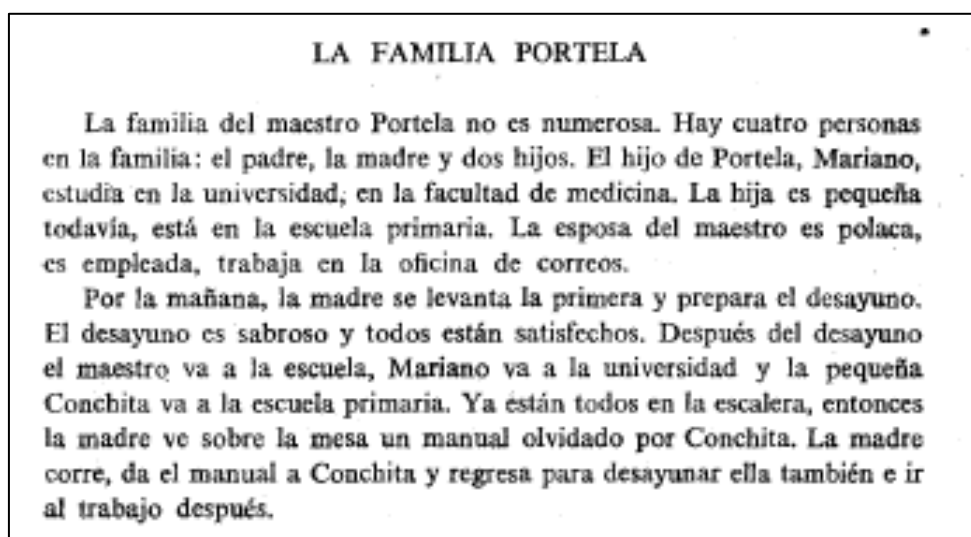 LA FAMILIA PORTELA
La familia del maestro Portela no es numerosa. Hay cuatro personas
en la familia: el padre, la madre y dos hijos. El hijo de Portela, Mariano,
estudia en la universidad, en la facultad de medicina. La hija es pequeña
todavía, está en la escuela primaria. La esposa del maestro es polaca,
es empleada, trabaja en la oficina de correos.
Por la mañana, la madre se levanta la primera y prepara el desayuno.
El desayuno es sabroso y todos están satisfechos. Después del desayuno
el maestro va a la escuela, Mariano va a la universidad y la pequeña
Conchita va a la escuela primaria. Ya están todos en la escalera, entonces
la madre ve sobre la mesa un manual olvidado por Conchita. La madre
corre, da el manual a Conchita y regresa para desayunar ella también e ir
al trabajo después.